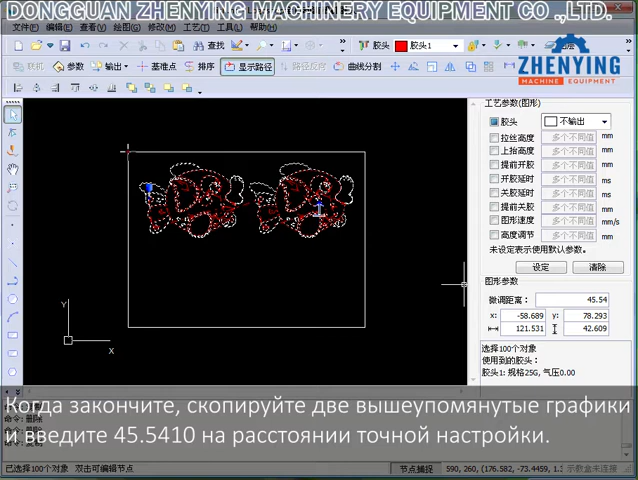 DONGGUAN ZHENYING MACHINERY EQUIPMENT CO .,LTD.
文件(F) 编辑(E) 查看(V) 绘图(G) 修改(M) 工艺(T) 工具(L) 帮助(H)
查找 胶头 胶头1
ZHENYING
MACHINE EQUIPMENT
联机 参数 输出 基准点 排序 显示路径 路径反向 曲线分割
工艺参数(图形)
胶头 不输出
拉丝高度 多个不同值 mm
上抬高度 多个不同值 mm
提前开胶 多个不同值 mm
开胶延时 多个不同值 ms
关胶延时 多个不同值 ms
提前关胶 多个不同值 mm
图形速度 多个不同值 mm/s
高度调节 多个不同值 mm
未设定表示使用默认参数。
设定 清除
图形参数
微调距离: 45.54
x: -58.689 y: 78.293
121.531 42.609
选择100个对象
使用到的胶头:
胶头1: 规格25G, 气压0.00
Y
X
Когда закончите, скопируйте две вышеупомянутые графики
и введите 45.5410 на расстоянии точной настройки.
已选择100个对象 双击可编辑节点 节点捕捉 590, 260, (176.582, -73.4459, 1.3